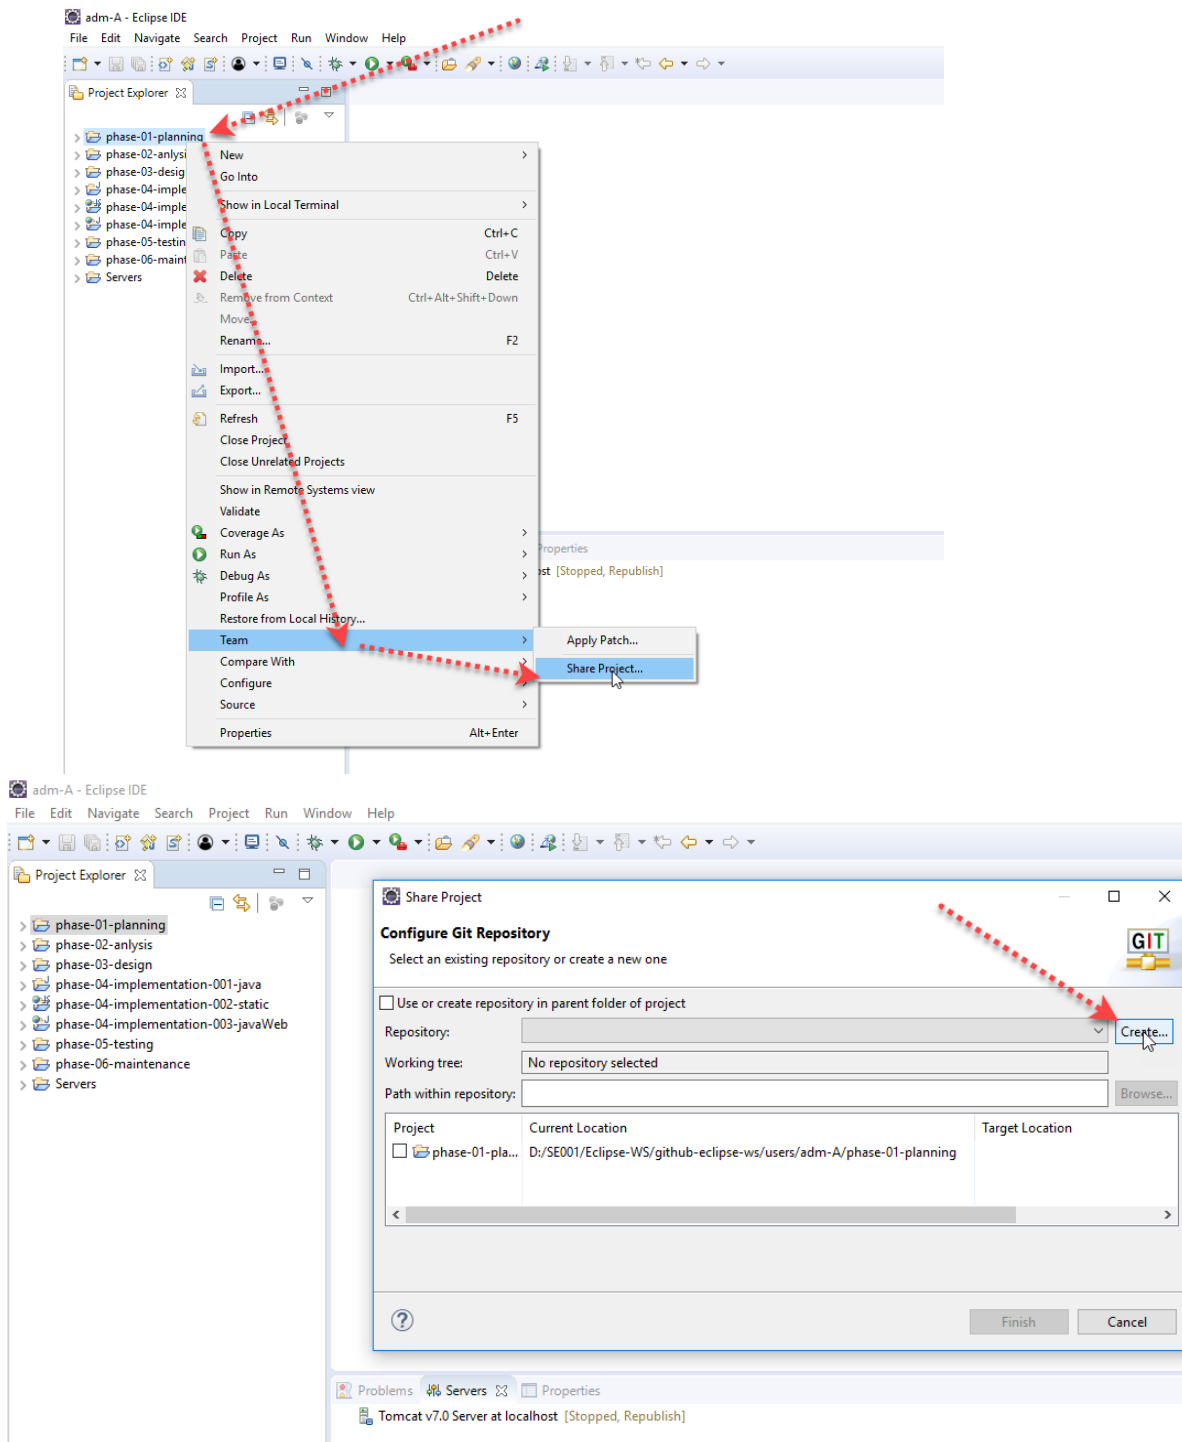 adm-A - Eclipse IDE
File Edit Navigate Search Project Run Window Help
Project Explorer
phase-01-planning
phase-02-anlysi
phase-03-desig
phase-04-imple
phase-04-imple
phase-04-imple
phase-05-testin
phase-06-maint
Servers
New
Go Into
Show in Local Terminal
Copy Ctrl+C
Paste Ctrl+V
Delete Delete
Remove from Context Ctrl+Alt+Shift+Down
Move...
Rename... F2
Import...
Export...
Refresh F5
Close Project
Close Unrelated Projects
Show in Remote Systems view
Validate
Coverage As
Run As
Debug As
Profile As
Restore from Local History...
Team
Compare With
Configure
Source
Properties Alt+Enter
Apply Patch...
Share Project...
Properties
ost [Stopped, Republish]
adm-A - Eclipse IDE
File Edit Navigate Search Project Run Window Help
Project Explorer
phase-01-planning
phase-02-anlysis
phase-03-design
phase-04-implementation-001-java
phase-04-implementation-002-static
phase-04-implementation-003-javaWeb
phase-05-testing
phase-06-maintenance
Servers
Share Project
Configure Git Repository
Select an existing repository or create a new one
GIT
Use or create repository in parent folder of project
Repository: Create...
Working tree: No repository selected
Path within repository: Browse...
Project Current Location Target Location
phase-01-pla... D:/SE001/Eclipse-WS/github-eclipse-ws/users/adm-A/phase-01-planning
Finish Cancel
Problems Servers Properties
Tomcat v7.0 Server at localhost [Stopped, Republish]